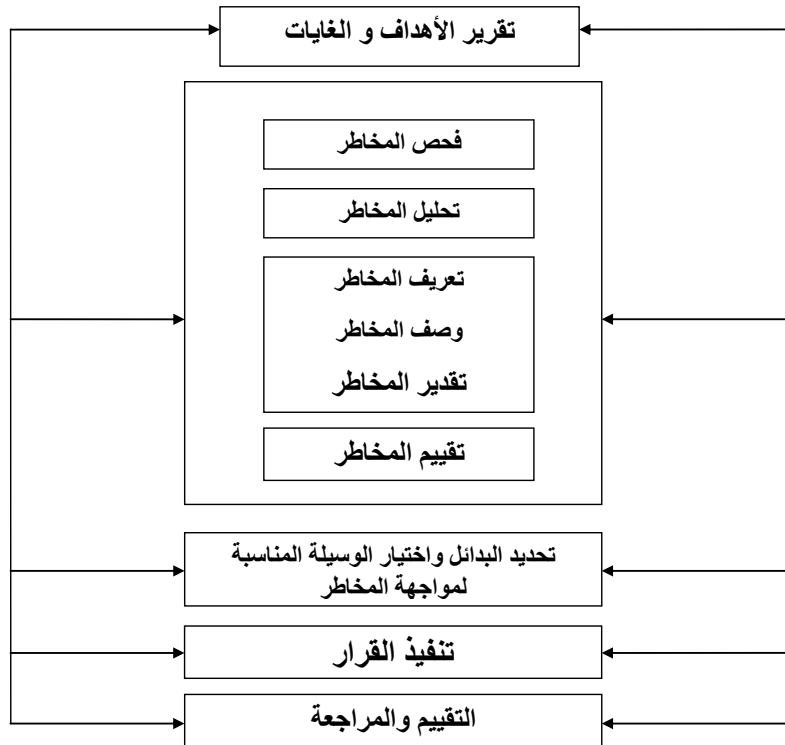 تقرير الأهداف و الغايات
فحص المخاطر
تحليل المخاطر
تعريف المخاطر
وصف المخاطر
تقدير المخاطر
تقييم المخاطر
تحديد البدائل واختيار الوسيلة المناسبة
لمواجهة المخاطر
تنفيذ القرار
التقييم والمراجعة